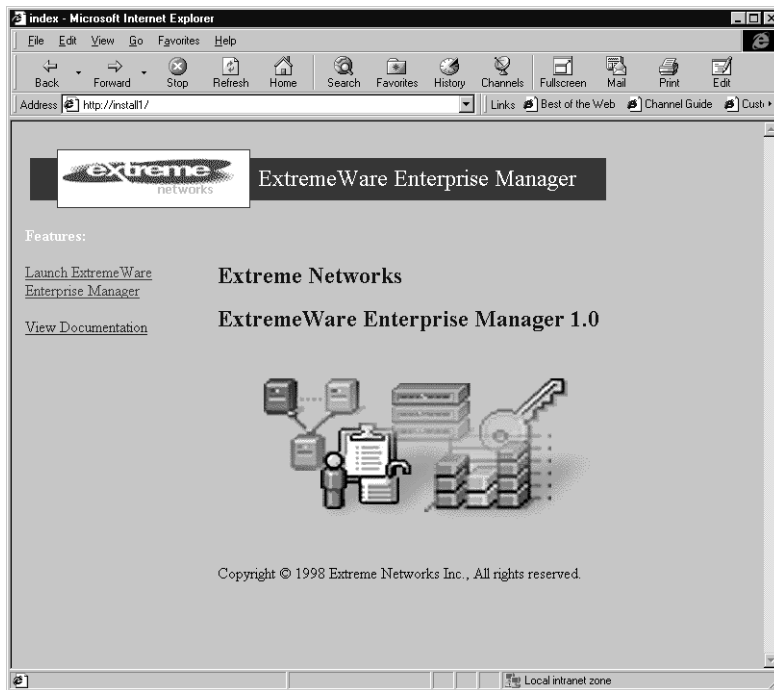 index - Microsoft Internet Explorer
File Edit View Go Favorites Help
Back Forward Stop Refresh Home Search Favorites History Channels Fullscreen Mail Print Edit
Address http://install1/ Links Best of the Web Channel Guide Cust
extreme
networks
ExtremeWare Enterprise Manager
Features:
Launch ExtremeWare
Enterprise Manager
View Documentation
Extreme Networks
ExtremeWare Enterprise Manager 1.0
Copyright © 1998 Extreme Networks Inc., All rights reserved.
Local intranet zone